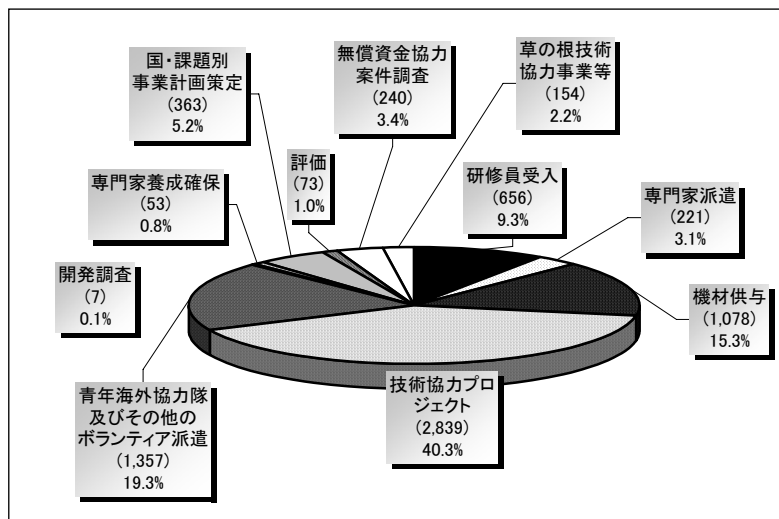 国・課題別
事業計画策定
(363)
5.2%
無償資金協力
案件調査
(240)
3.4%
草の根技術
協力事業等
(154)
2.2%
評価
(73)
1.0%
研修員受入
(656)
9.3%
専門家養成確保
(53)
0.8%
専門家派遣
(221)
3.1%
開発調査
(7)
0.1%
機材供与
(1,078)
15.3%
青年海外協力隊
及びその他の
ボランティア派遣
(1,357)
19.3%
技術協力プロ
ジェクト
(2,839)
40.3%